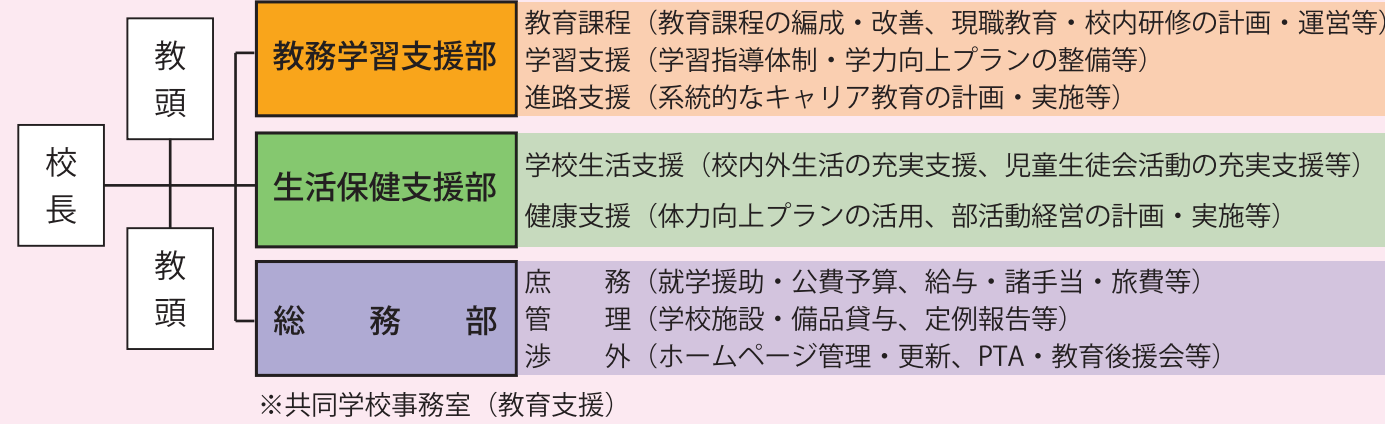 校長
教頭
教頭
教務学習支援部
教育課程（教育課程の編成・改善、現職教育・校内研修の計画・運営等）
学習支援（学習指導体制・学力向上プランの整備等）
進路支援（系統的なキャリア教育の計画・実施等）
生活保健支援部
学校生活支援（校内外生活の充実支援、児童生徒会活動の充実支援等）
健康支援（体力向上プランの活用、部活動経営の計画・実施等）
総務部
庶務（就学援助・公費予算、給与・諸手当・旅費等）
管理（学校施設・備品貸与、定例報告等）
渉外（ホームページ管理・更新、PTA・教育後援会等）
※共同学校事務室（教育支援）